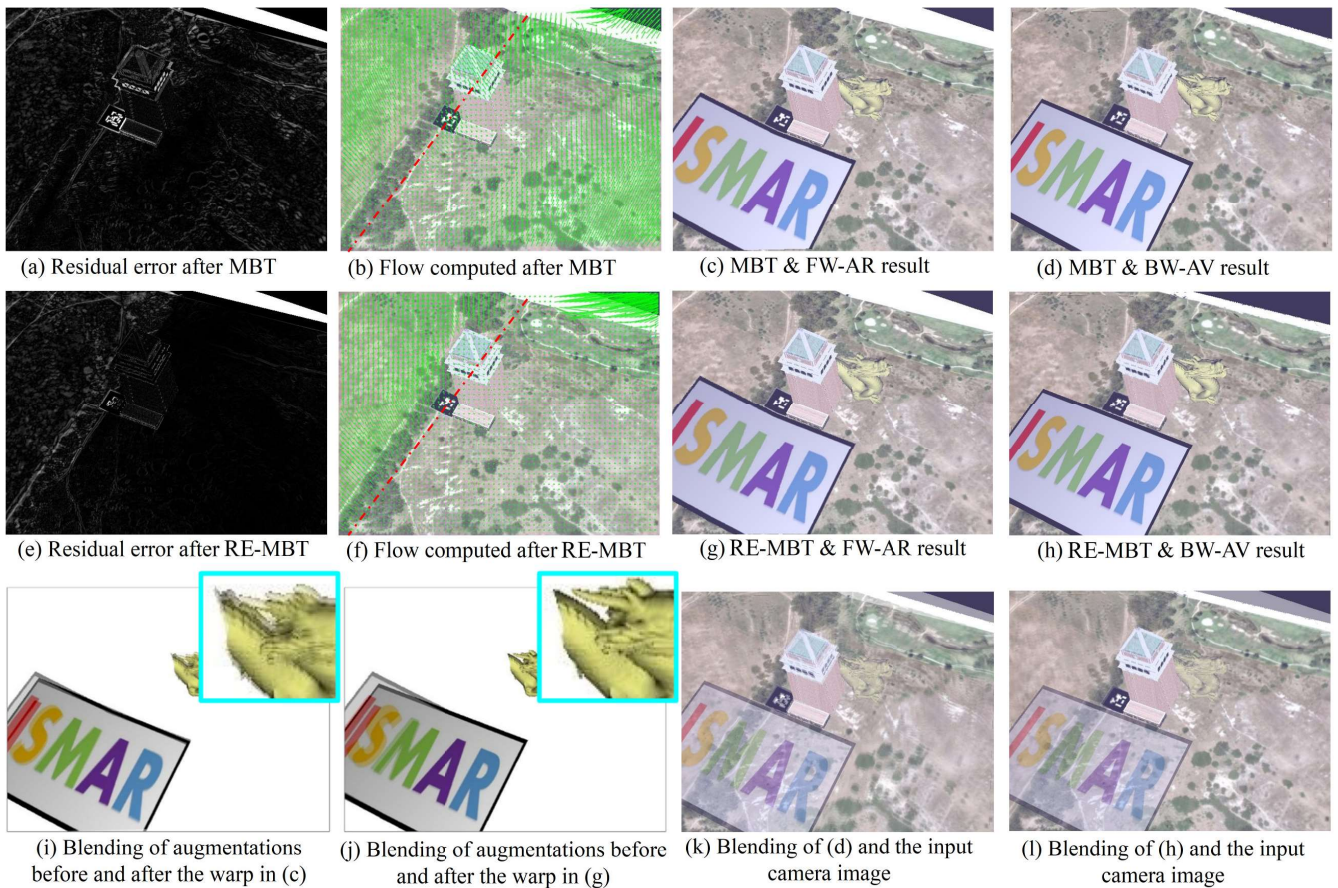 ISMAR
ISMAR
(a) Residual error after MBT
(b) Flow computed after MBT
(c) MBT & FW-AR result
(d) MBT & BW-AV result
ISMAR
ISMAR
(e) Residual error after RE-MBT
(f) Flow computed after RE-MBT
(g) RE-MBT & FW-AR result
(h) RE-MBT & BW-AV result
ISMAR
ISMAR
ISMAR
ISMAR
(i) Blending of augmentations
before and after the warp in (c)
(j) Blending of augmentations before
and after the warp in (g)
(k) Blending of (d) and the input
camera image
(l) Blending of (h) and the input
camera image